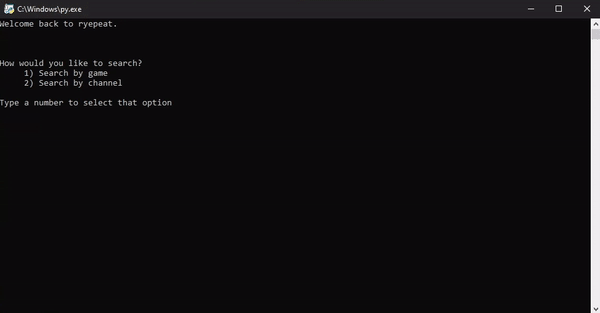 C:\Windows\py.exe
Welcome back to ryepeat.
How would you like to search?
1) Search by game
2) Search by channel
Type a number to select that option